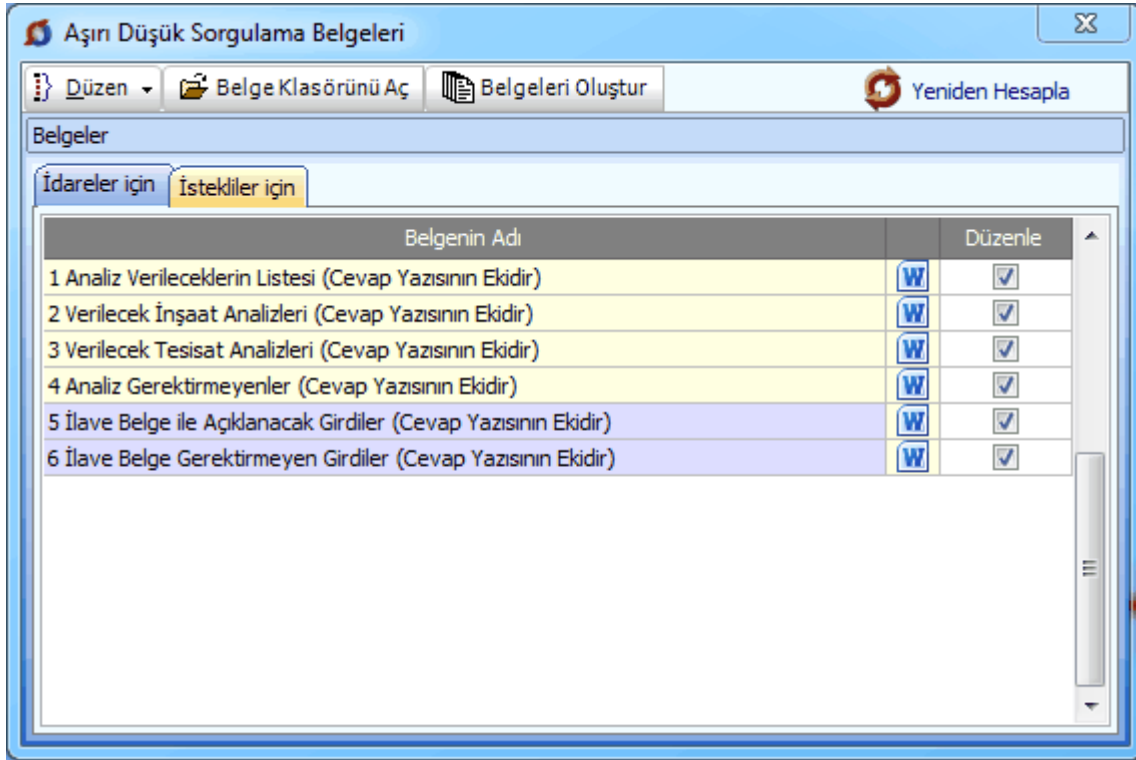 Aşırı Düşük Sorgulama Belgeleri
Düzen Belge Klasörünü Aç Belgeleri Oluştur Yeniden Hesapla
Belgeler
İdareler için İstekliler için
Belgenin Adı Düzenle
1 Analiz Verileceklerin Listesi (Cevap Yazısının Ekidir) W
2 Verilecek İnşaat Analizleri (Cevap Yazısının Ekidir) W
3 Verilecek Tesisat Analizleri (Cevap Yazısının Ekidir) W
4 Analiz Gerektirmeyenler (Cevap Yazısının Ekidir) W
5 İlave Belge ile Açıklanacak Girdiler (Cevap Yazısının Ekidir) W
6 İlave Belge Gerektirmeyen Girdiler (Cevap Yazısının Ekidir) W